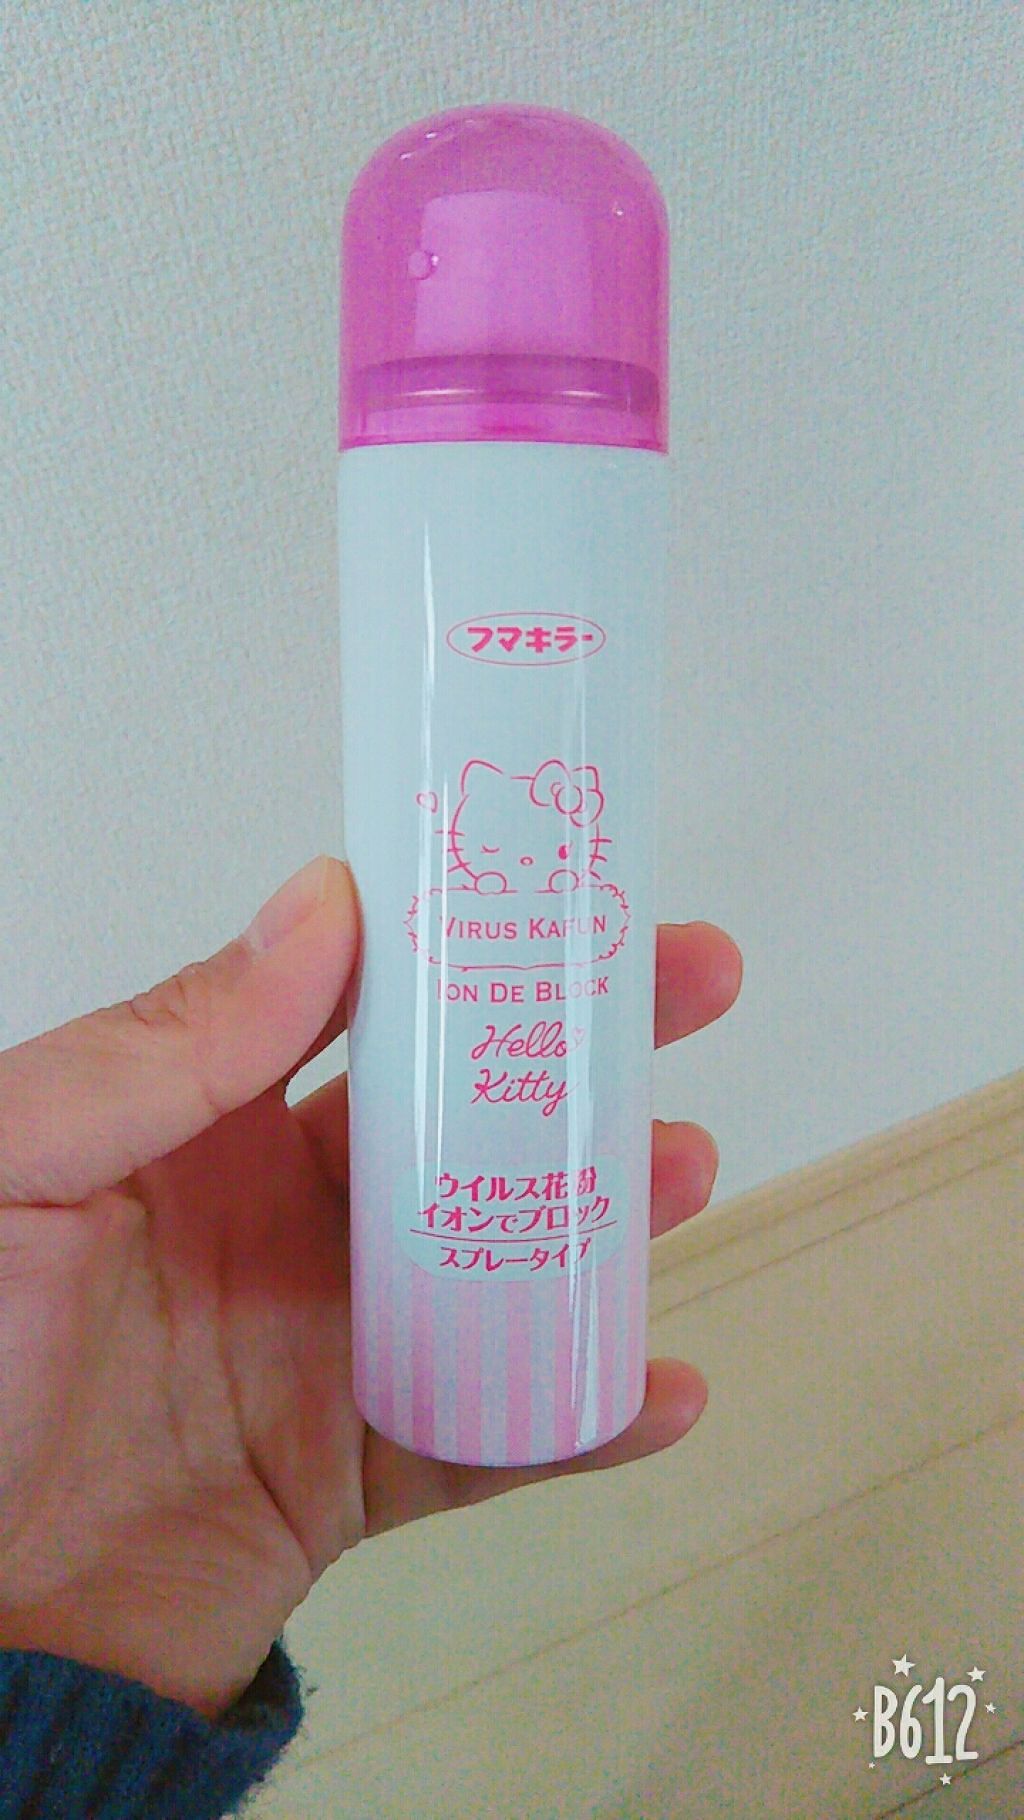 フマキラー
VIRUS KAFUN
ION DE BLOCK
Hello
Kitty
ウイルス花粉
イオンでブロック
スプレータイプ
B612